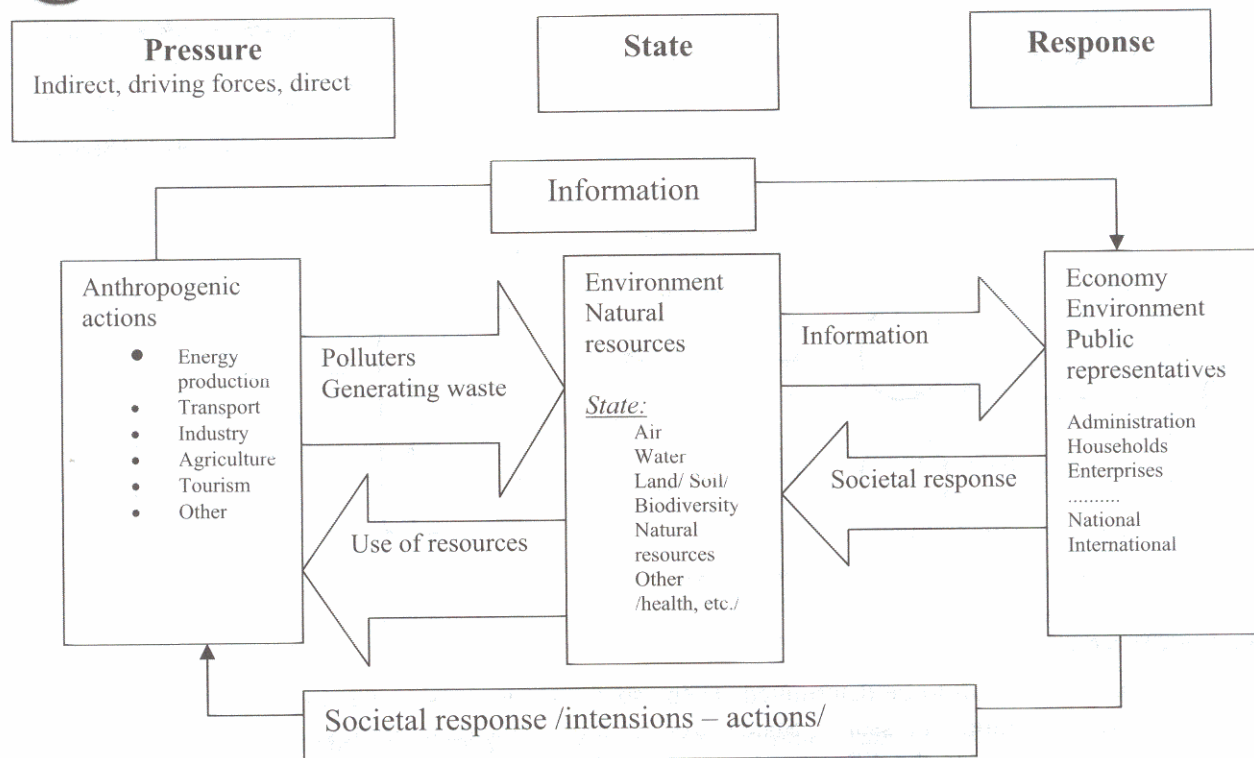 Pressure
Indirect, driving forces, direct
State
Response
Information
Anthropogenic
actions
• Energy
production
• Transport
• Industry
• Agriculture
• Tourism
• Other
Polluters
Generating waste
Use of resources
Environment
Natural
resources
State:
Air
Water
Land/ Soil/
Biodiversity
Natural
resources
Other
/health, etc./
Information
Societal response
Economy
Environment
Public
representatives
Administration
Households
Enterprises
..........
National
International
Societal response /intensions – actions/